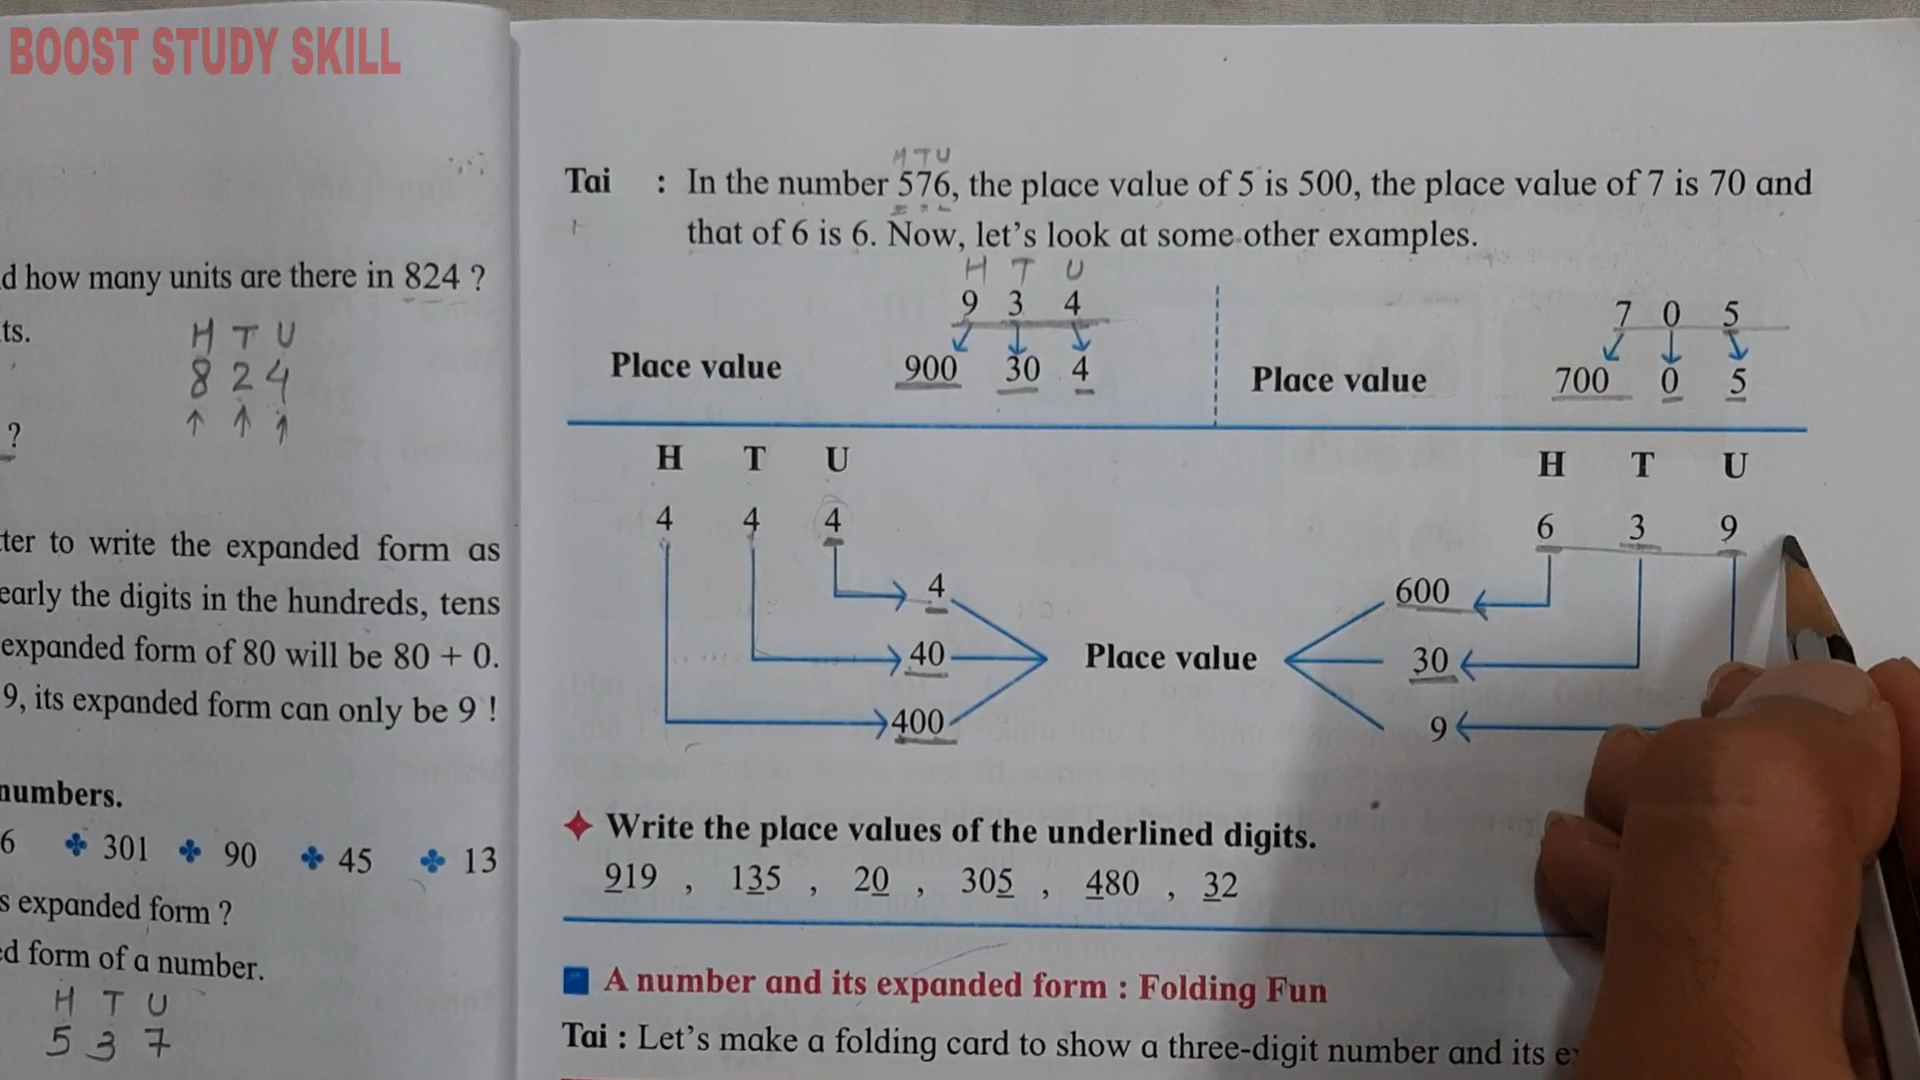 BOOST STUDY SKILL
d how many units are there in 824 ?
ts.
H T U
8 2 4
?
ter to write the expanded form as
early the digits in the hundreds, tens
expanded form of 80 will be 80 + 0.
9, its expanded form can only be 9 !
numbers.
6 301 90 45 13
s expanded form ?
ed form of a number.
H T U
5 3 7
H T U
Tai : In the number 576, the place value of 5 is 500, the place value of 7 is 70 and
that of 6 is 6. Now, let's look at some other examples.
H T U
9 3 4
Place value 900 30 4
7 0 5
Place value 700 0 5
H T U
4 4 4
4
40
400
Place value
H T U
6 3 9
600
30
9
Write the place values of the underlined digits.
919 , 135 , 20 , 305 , 480 , 32
A number and its expanded form : Folding Fun
Tai : Let's make a folding card to show a three-digit number and its e